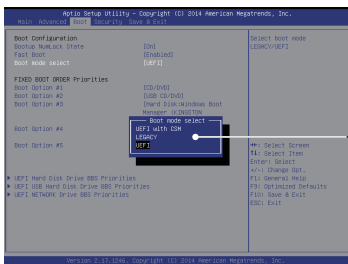 Aptio Setup Utility - Copyright (C) 2014 American Megatrends, Inc.
Main Advanced Boot Security Save & Exit
Boot Configuration
Bootup NumLock State [On]
Fast Boot [Enabled]
Boot mode select [UEFI]
FIXED BOOT ORDER Priorities
Boot Option #1 [CD/DVD]
Boot Option #2 [USB CD/DVD]
Boot Option #3 [Hard Disk:Windows Boot
Manager (KINGSTON
Boot Option #4
Boot Option #5
Boot mode select
UEFI with CSM
LEGACY
UEFI
▶ UEFI Hard Disk Drive BBS Priorities
▶ UEFI USB Hard Disk Drive BBS Priorities
▶ UEFI NETWORK Drive BBS Priorities
Select boot mode
LEGACY/UEFI
→←: Select Screen
↑↓: Select Item
Enter: Select
+/-: Change Opt.
F1: General Help
F9: Optimized Defaults
F10: Save & Exit
ESC: Exit
Version 2.17.1246. Copyright (C) 2014 American Megatrends, Inc.